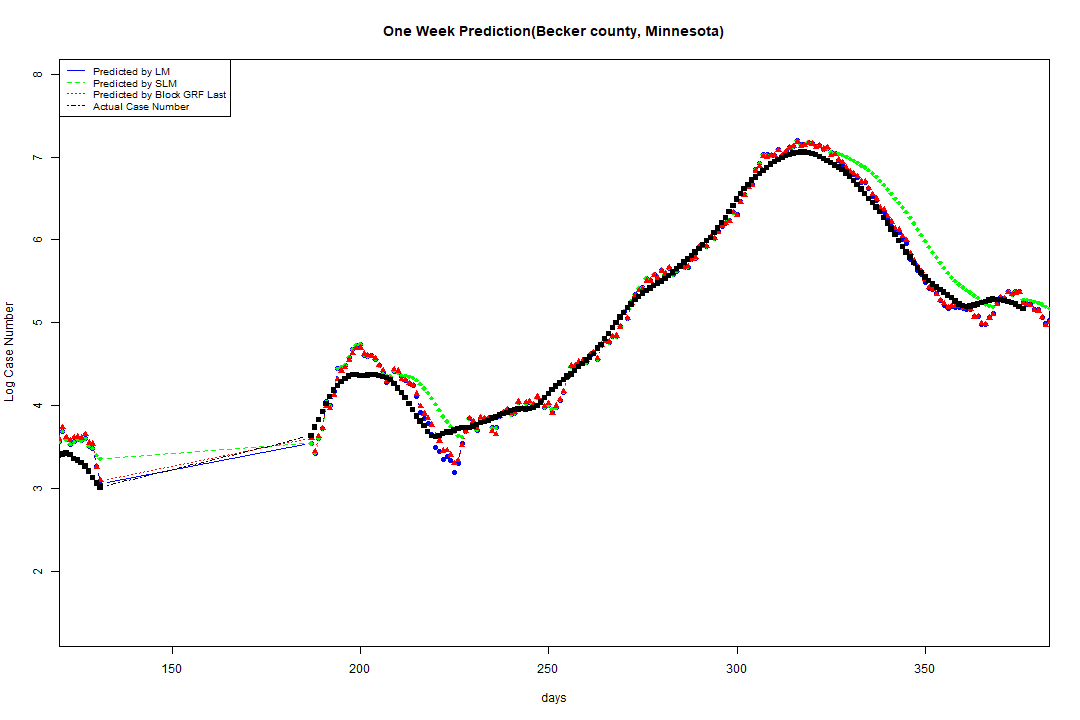 One Week Prediction(Becker county, Minnesota)
Predicted by LM
Predicted by SLM
Predicted by Block GRF Last
Actual Case Number
Log Case Number
8
7
6
5
4
3
2
150 200 250 300 350
days